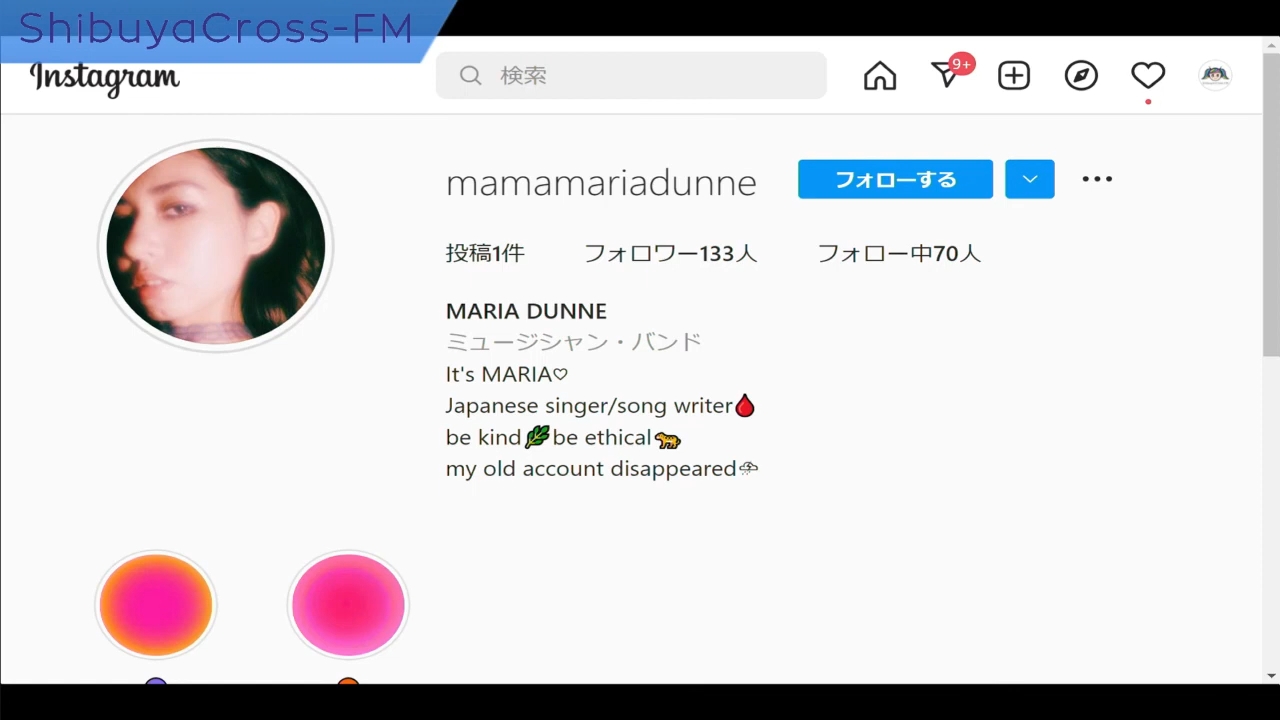 ShibuyaCross-FM
Instagram
検索
9+
mamamariadunne
フォローする
投稿1件
フォロワー133人
フォロー中70人
MARIA DUNNE
ミュージシャン・バンド
It's MARIA♡
Japanese singer/song writer🩸
be kind🌿be ethical🐅
my old account disappeared⛈